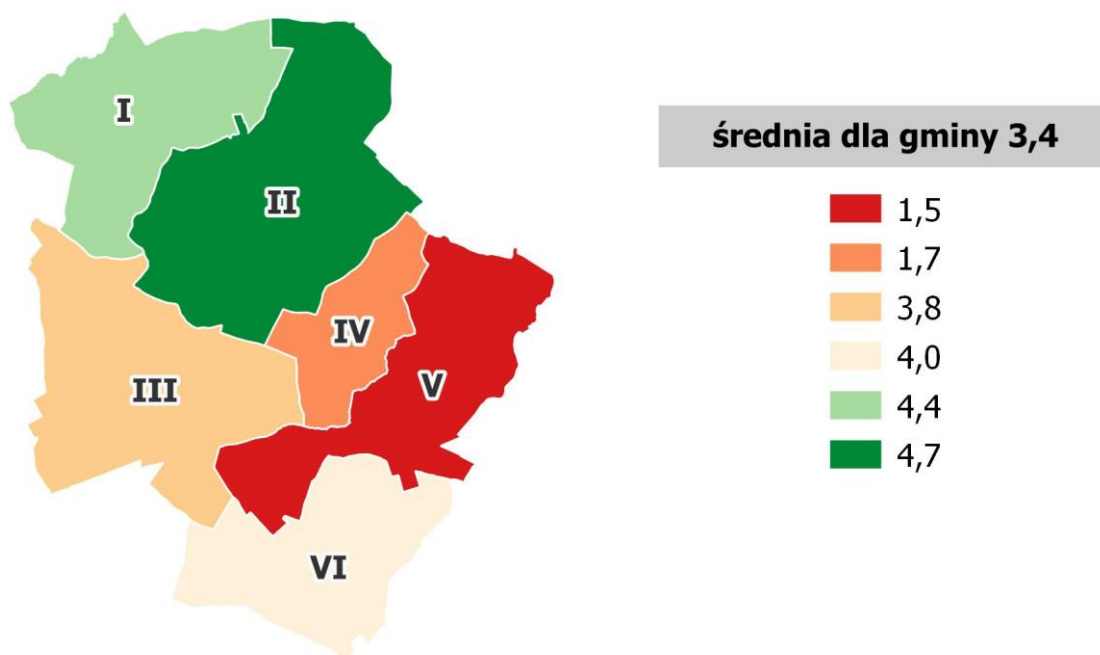 I
II
III
IV
V
VI
średnia dla gminy 3,4
1,5
1,7
3,8
4,0
4,4
4,7